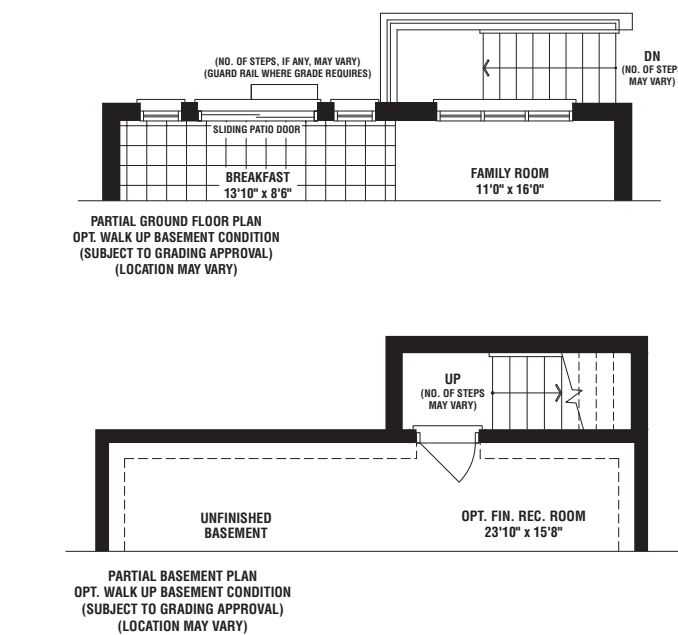 (NO. OF STEPS, IF ANY, MAY VARY)
(GUARD RAIL WHERE GRADE REQUIRES)
DN
(NO. OF STEPS
MAY VARY)
SLIDING PATIO DOOR
BREAKFAST
13'10" x 8'6"
FAMILY ROOM
11'0" x 16'0"
PARTIAL GROUND FLOOR PLAN
OPT. WALK UP BASEMENT CONDITION
(SUBJECT TO GRADING APPROVAL)
(LOCATION MAY VARY)
UP
(NO. OF STEPS
MAY VARY)
UNFINISHED
BASEMENT
OPT. FIN. REC. ROOM
23'10" x 15'8"
PARTIAL BASEMENT PLAN
OPT. WALK UP BASEMENT CONDITION
(SUBJECT TO GRADING APPROVAL)
(LOCATION MAY VARY)